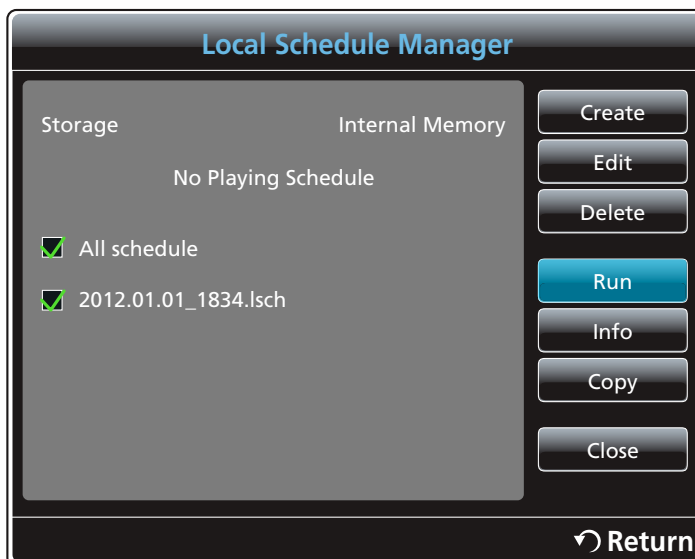 Local Schedule Manager
Storage Internal Memory
No Playing Schedule
All schedule
2012.01.01_1834.lsch
Create
Edit
Delete
Run
Info
Copy
Close
Return